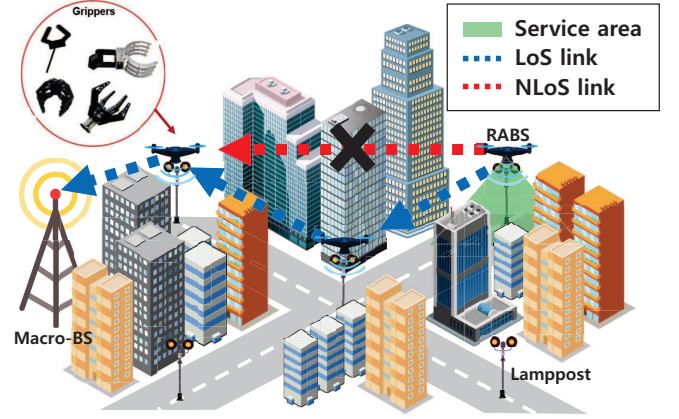 Grippers
Service area
LoS link
NLoS link
RABS
Macro-BS
Lamppost